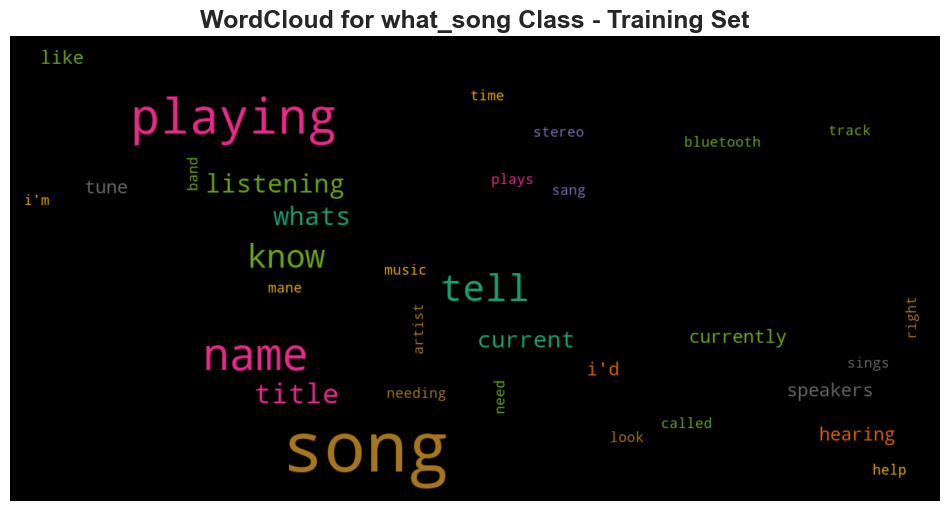 WordCloud for what_song Class - Training Set
like
time
playing
stereo
track
bluetooth
band
plays
listening
tune
sang
i'm
whats
know
music
mane
tell
right
artist
currently
current
name
sings
i'd
speakers
title
needing
need
called
hearing
look
song
help